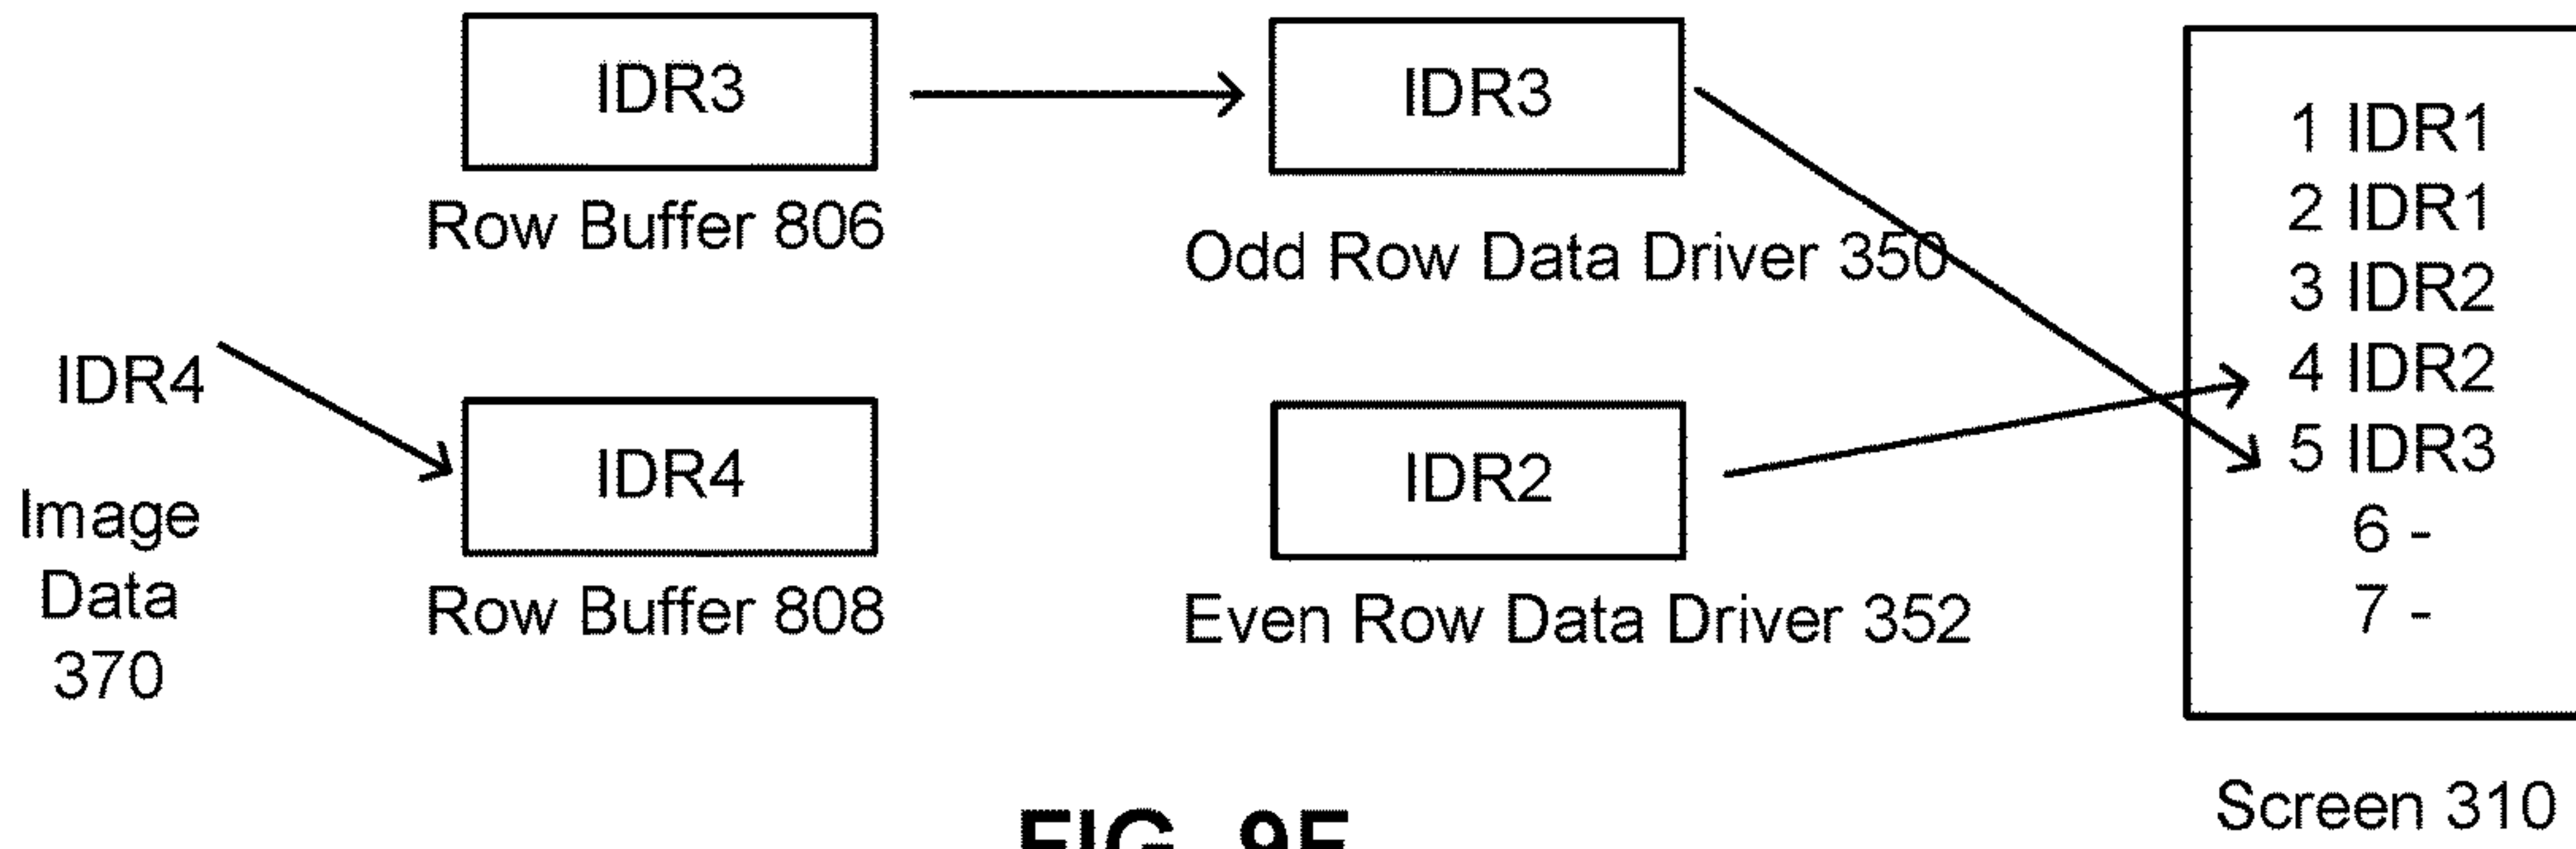 IDR3
Row Buffer 806
IDR3
Odd Row Data Driver 350
IDR4
Image
Data
370
IDR4
Row Buffer 808
IDR2
Even Row Data Driver 352
1 IDR1
2 IDR1
3 IDR2
4 IDR2
5 IDR3
6 -
7 -
Screen 310